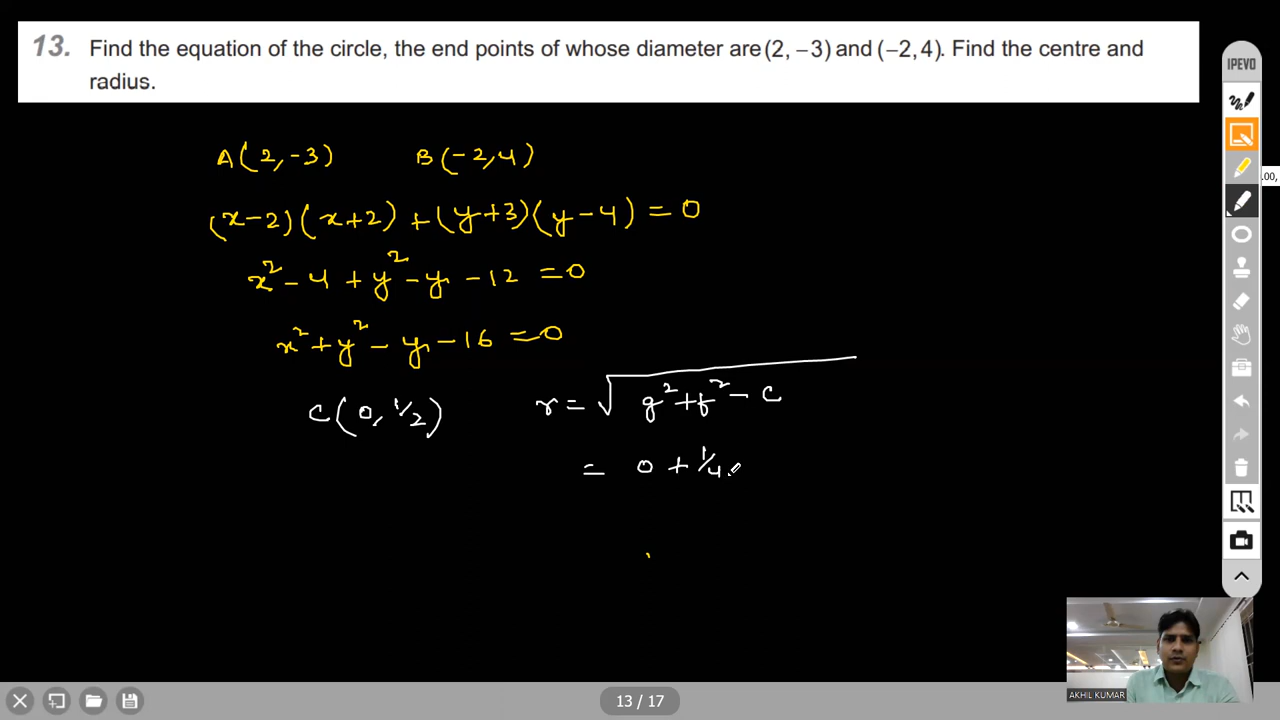 13. Find the equation of the circle, the end points of whose diameter are (2, −3) and (−2, 4). Find the centre and
radius.
IPEVO
A(2, -3) B(-2, 4)
.00,
(x-2)(x+2) + (y+3)(y-4) = 0
x² - 4 + y² - y - 12 = 0
x² + y² - y - 16 = 0
C(0, 1/2) r = √g² + f² - c
= 0 + 1/4
AKHIL KUMAR
13 / 17